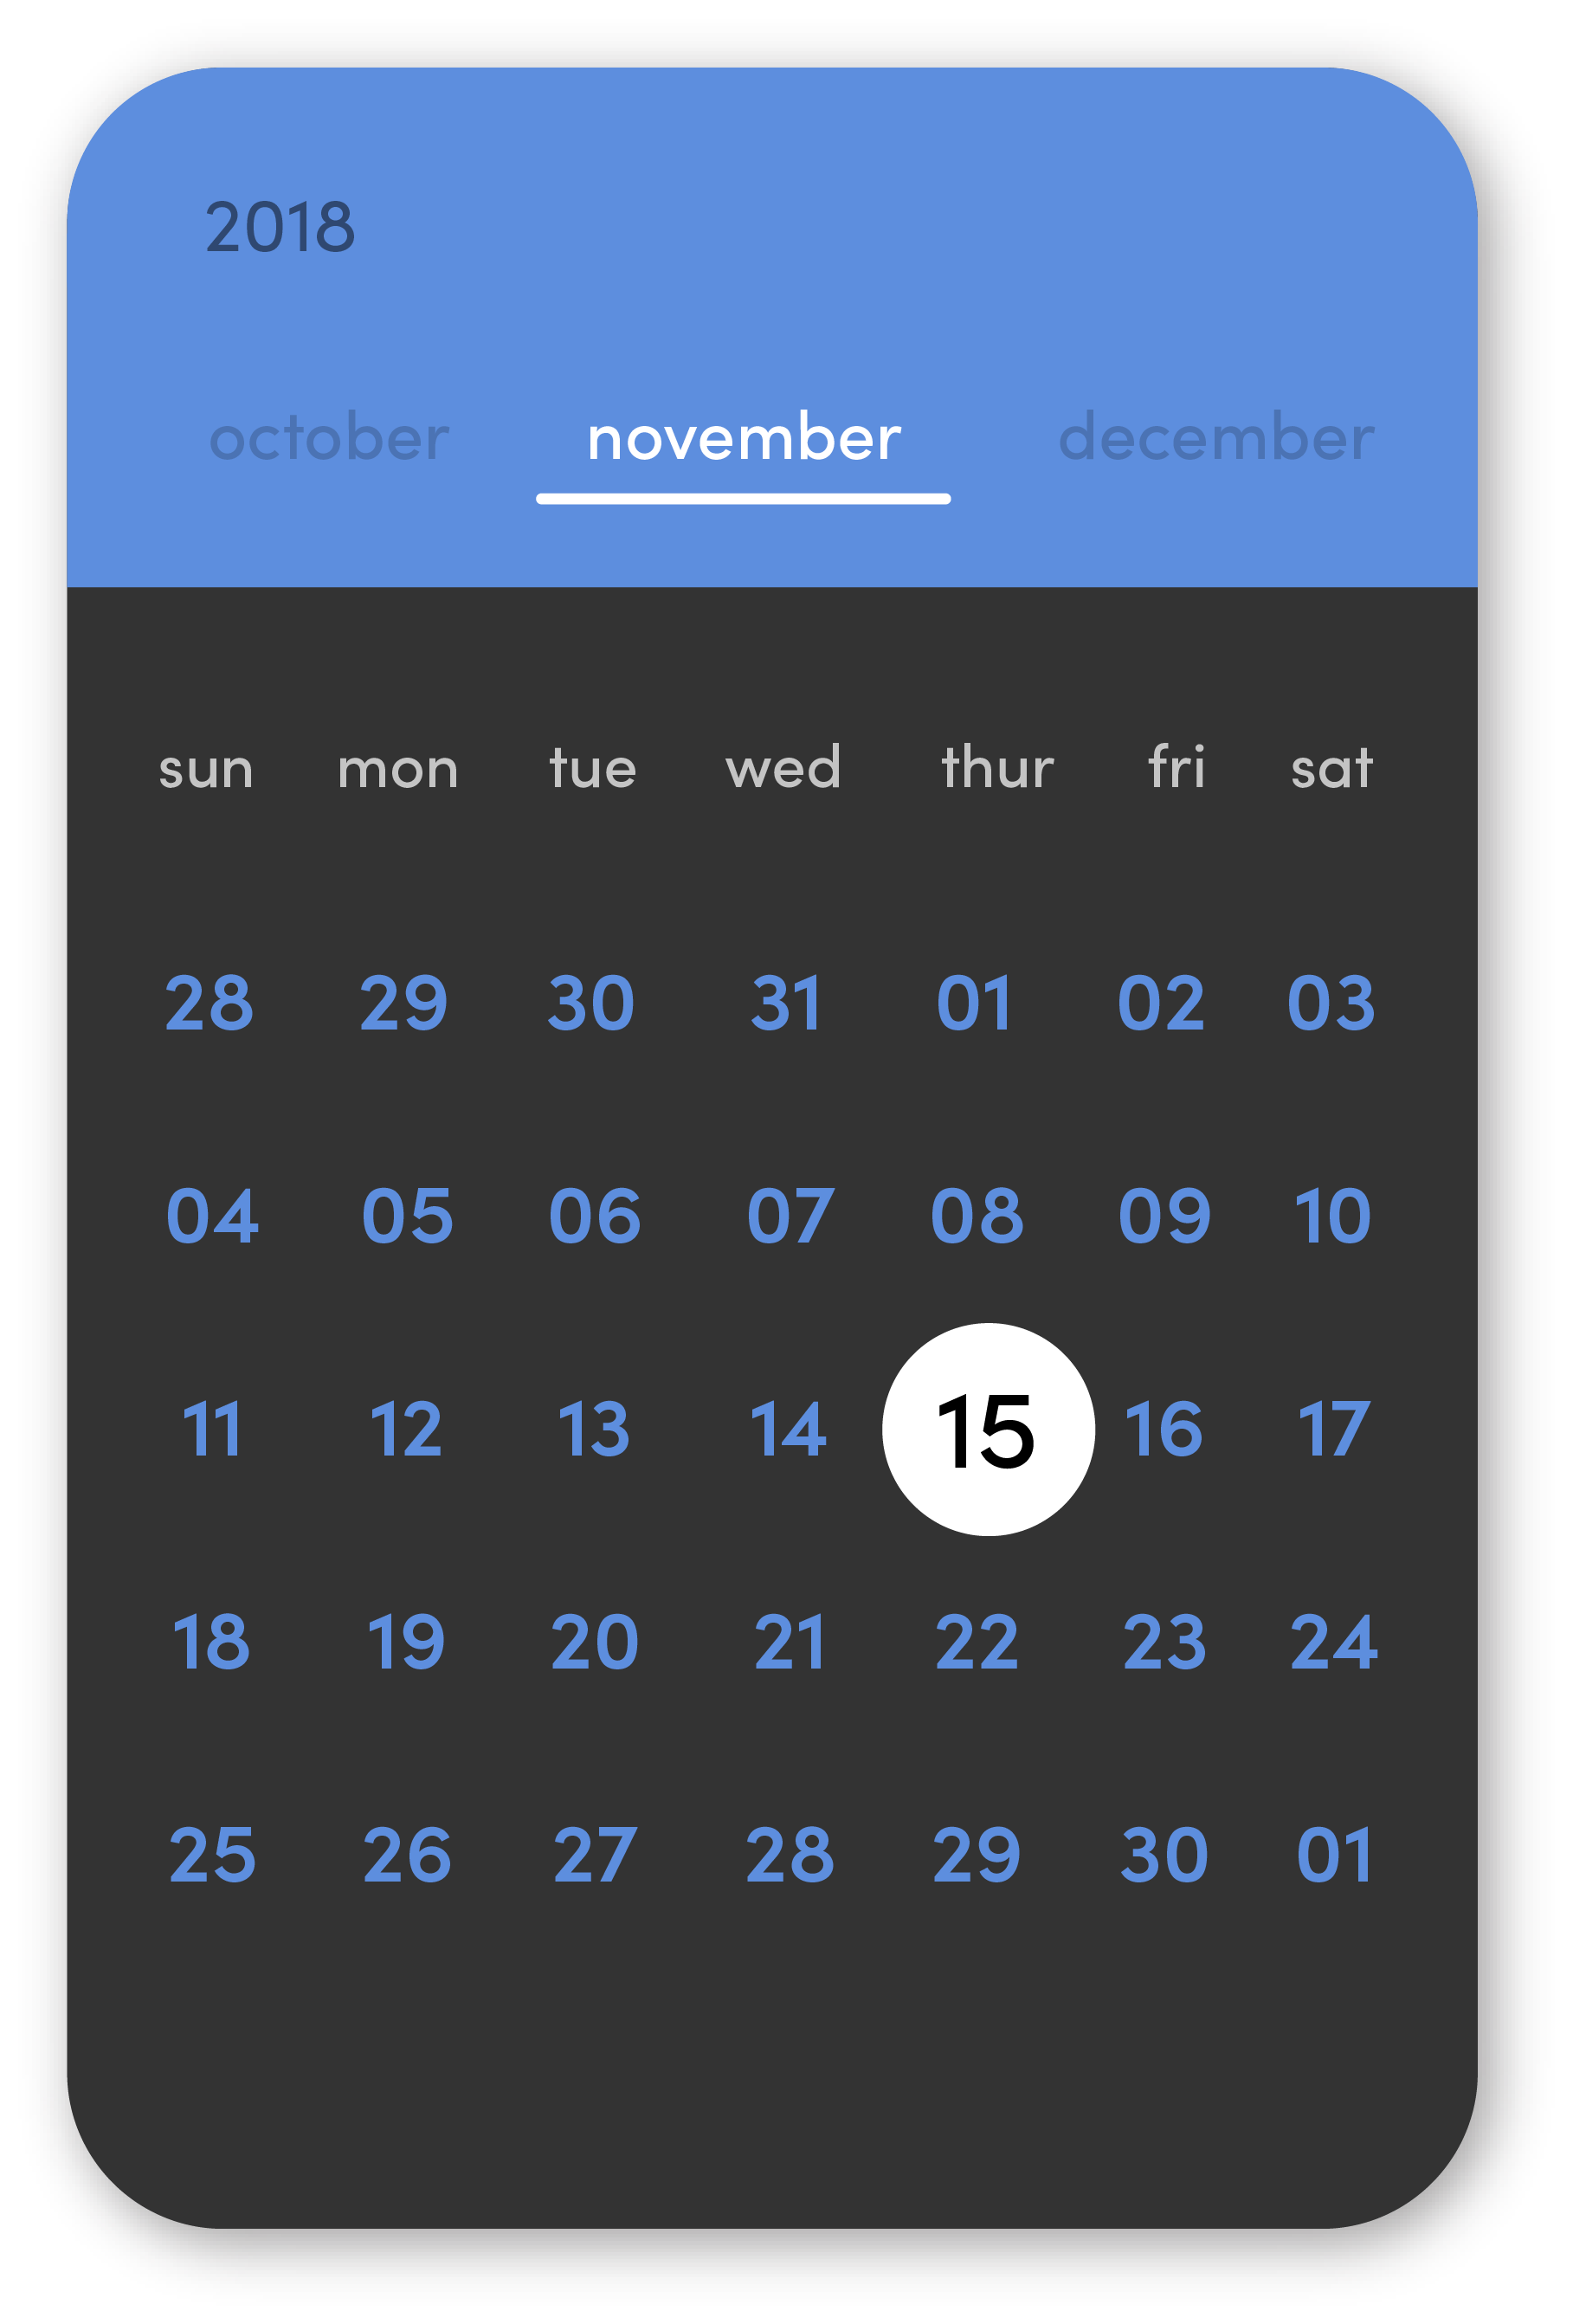 2018
october november december
sun mon tue wed thur fri sat
28 29 30 31 01 02 03
04 05 06 07 08 09 10
11 12 13 14 15 16 17
18 19 20 21 22 23 24
25 26 27 28 29 30 01